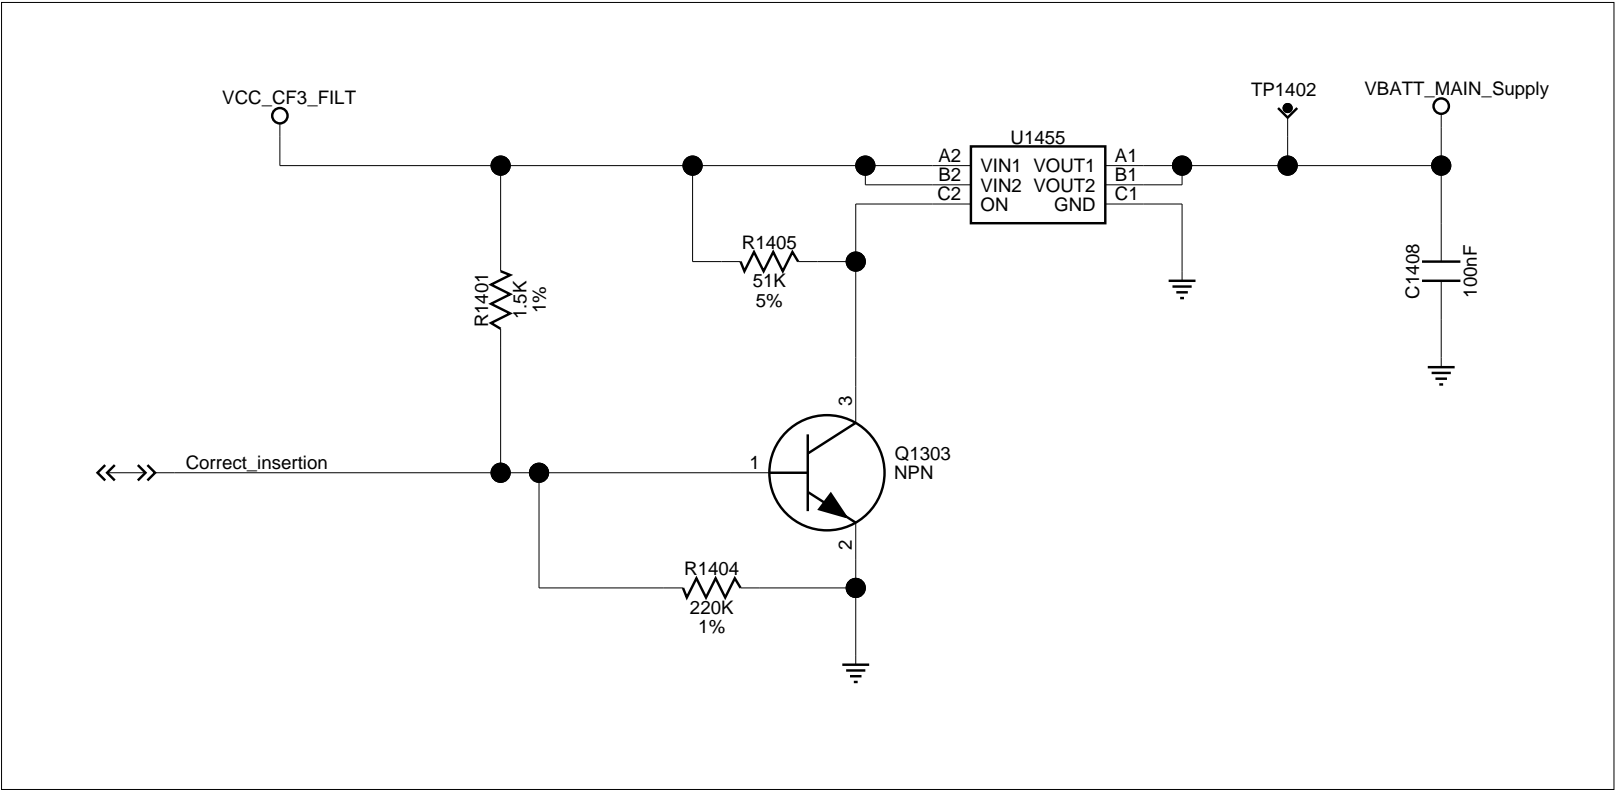 VCC_CF3_FILT
TP1402
VBATT_MAIN_Supply
U1455
A2 VIN1 VOUT1 A1
B2 VIN2 VOUT2 B1
C2 ON GND C1
R1405
51K
5%
R1401
1.5K
1%
C1408
100nF
3
Correct_insertion
1
Q1303
NPN
2
R1404
220K
1%